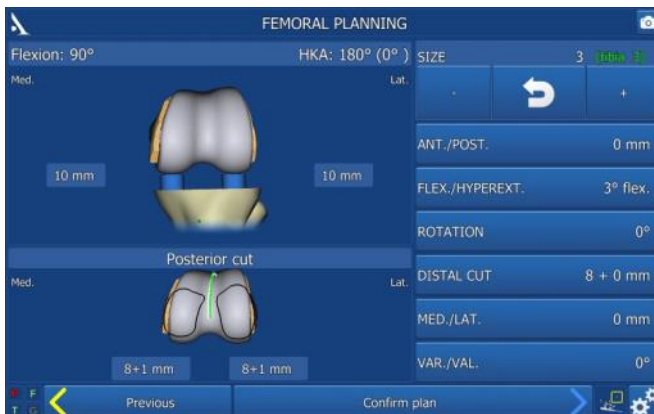 FEMORAL PLANNING
Flexion: 90° HKA: 180° (0° )
Med. Lat.
10 mm 10 mm
Posterior cut
Med. Lat.
8+1 mm 8+1 mm
SIZE 3 (tibia 3)
- +
ANT./POST. 0 mm
FLEX./HYPEREXT. 3° flex.
ROTATION 0°
DISTAL CUT 8 + 0 mm
MED./LAT. 0 mm
VAR./VAL. 0°
F
T G
Previous Confirm plan